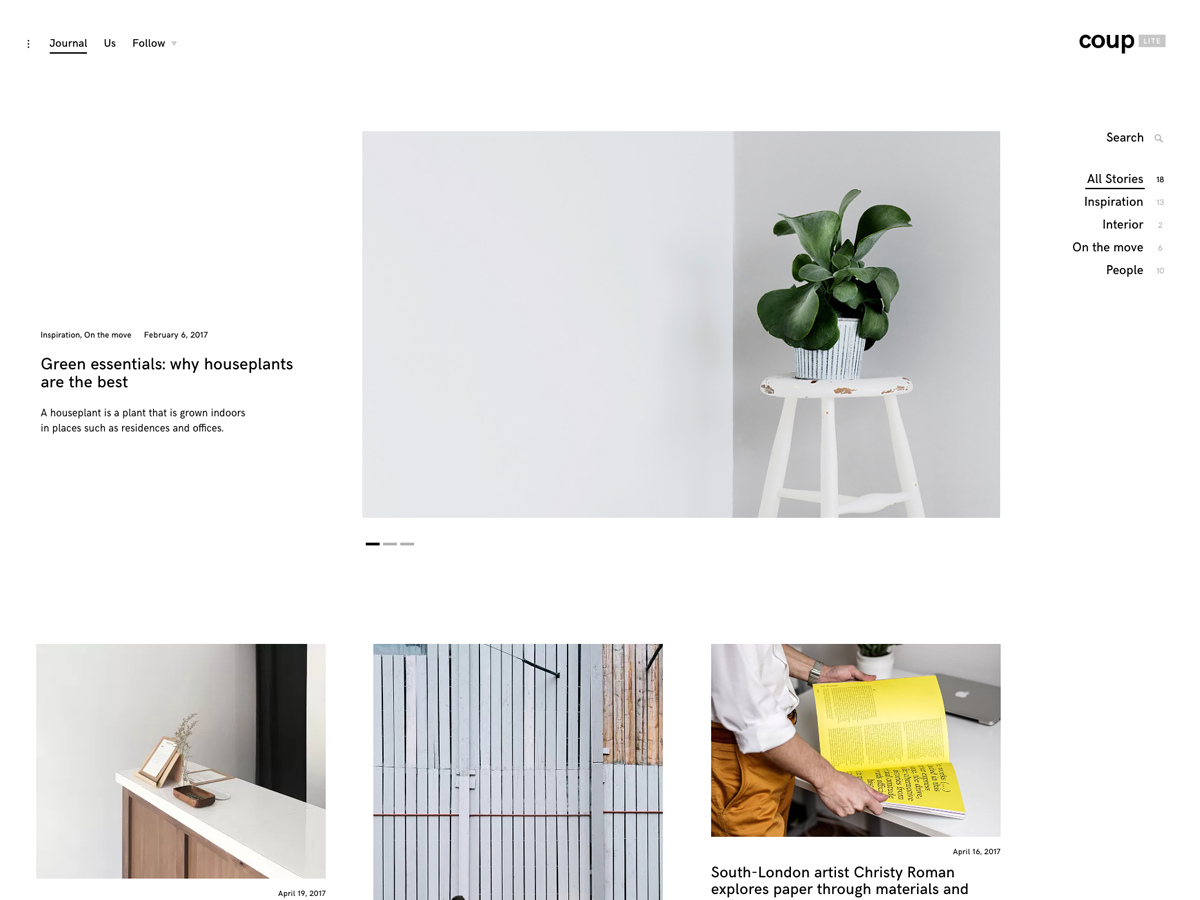 Journal
Us
Follow
coup LITE
Search
All Stories 18
Inspiration 13
Interior 2
On the move 6
People 10
Inspiration, On the move February 6, 2017
Green essentials: why houseplants
are the best
A houseplant is a plant that is grown indoors
in places such as residences and offices.
April 19, 2017
April 16, 2017
South-London artist Christy Roman
explores paper through materials and